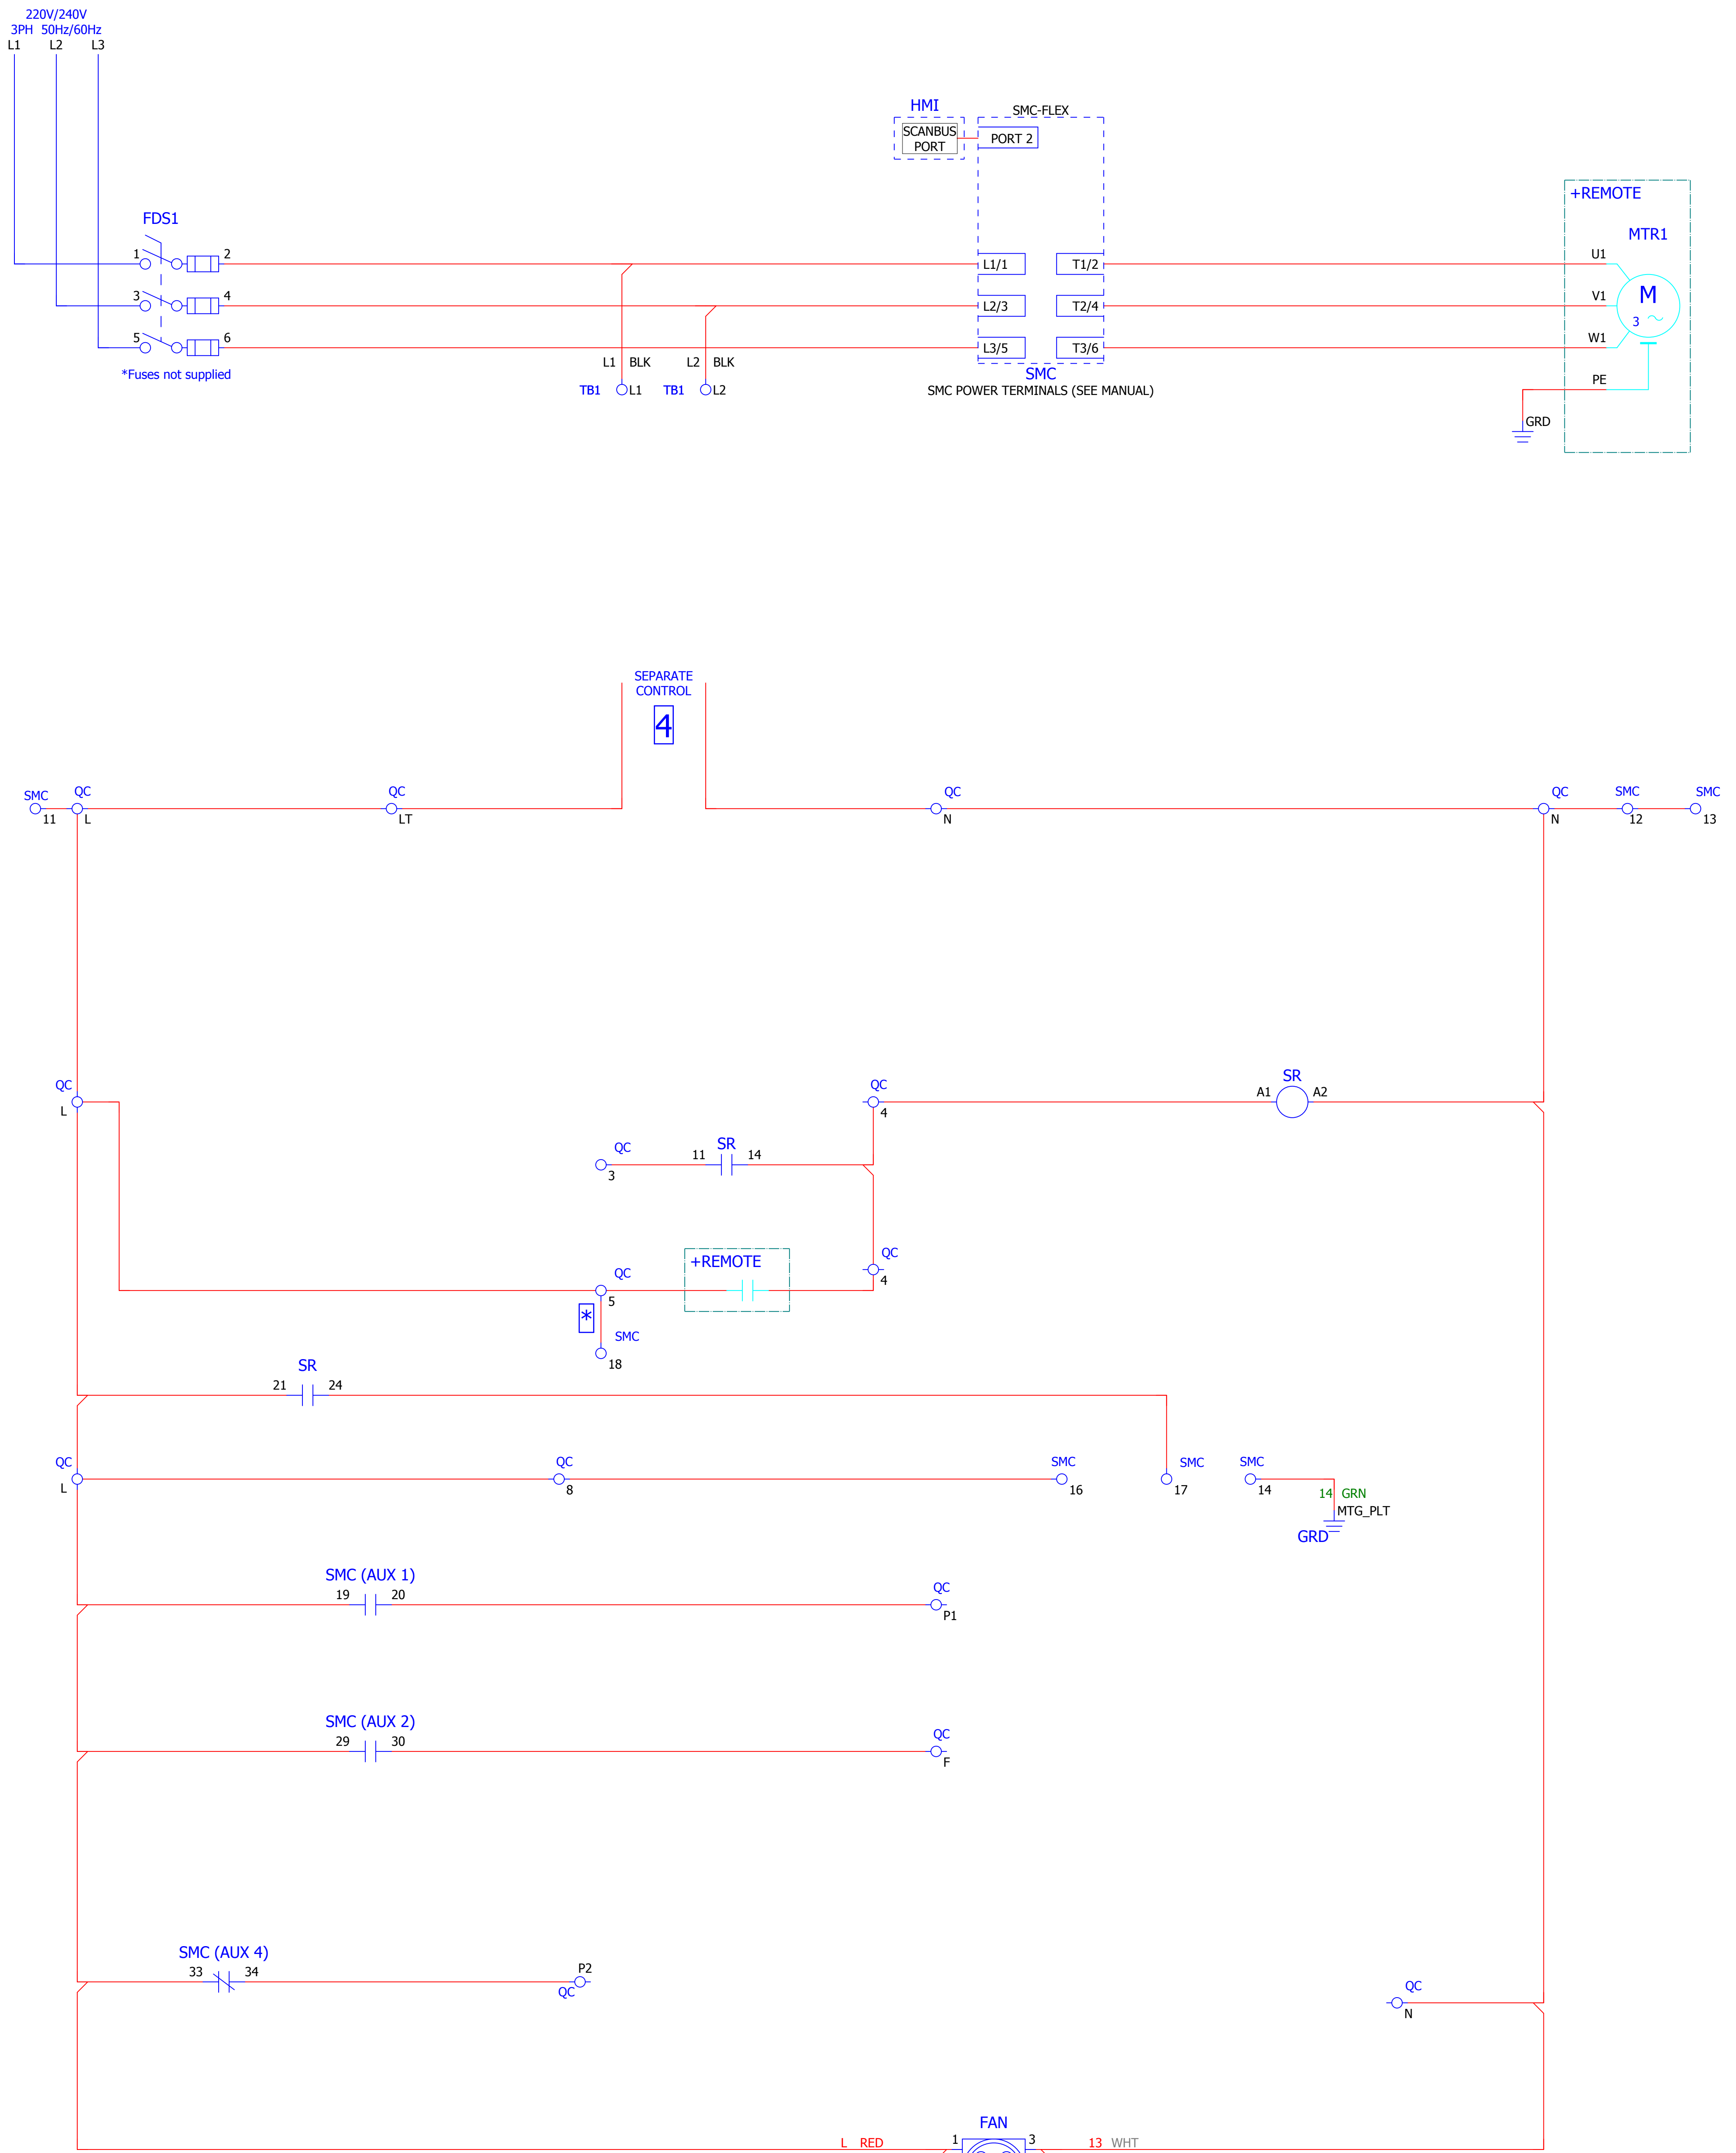 220V/240V
3PH 50Hz/60Hz
L1 L2 L3
HMI
SCANBUS
PORT
SMC-FLEX
PORT 2
+REMOTE
MTR1
FDS1
1 2
L1/1 T1/2
U1
M
3
3 4
L2/3 T2/4
V1
5 6
L3/5 T3/6
W1
*Fuses not supplied
L1 BLK L2 BLK
TB1 L1 TB1 L2
SMC
SMC POWER TERMINALS (SEE MANUAL)
PE
GRD
SEPARATE
CONTROL
4
SMC QC QC QC QC SMC SMC
11 L LT N N 12 13
QC QC SR
L 4 A1 A2
QC SR
3 11 14
QC
4
+REMOTE
QC
5
*
SMC
18
SR
21 24
QC QC SMC SMC SMC
L 8 16 17 14
14 GRN
MTG_PLT
GRD
SMC (AUX 1)
19 20
QC
P1
SMC (AUX 2)
29 30
QC
F
SMC (AUX 4)
33 34
P2
QC
QC
N
FAN
L RED 1 3 13 WHT